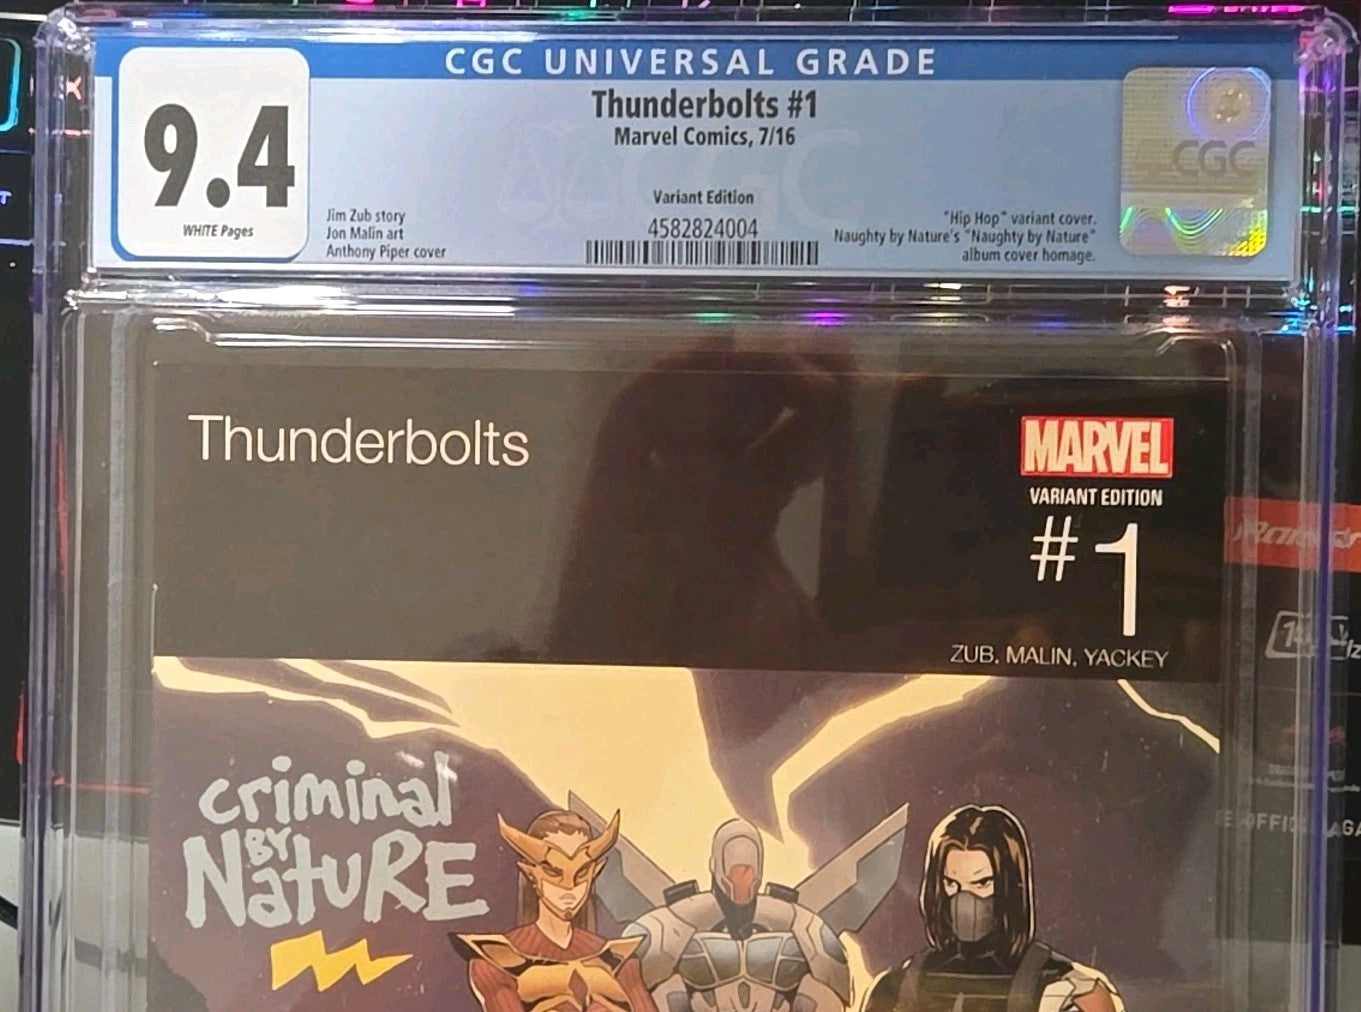 CGC UNIVERSAL GRADE
9.4
WHITE Pages
Thunderbolts #1
Marvel Comics, 7/16
Variant Edition
4582824004
Jim Zub story
Jon Malin art
Anthony Piper cover
"Hip Hop" variant cover.
Naughty by Nature's "Naughty by Nature"
album cover homage.
CGC
Thunderbolts
MARVEL
VARIANT EDITION
#1
ZUB, MALIN, YACKEY
criminal
BY
NatuRE